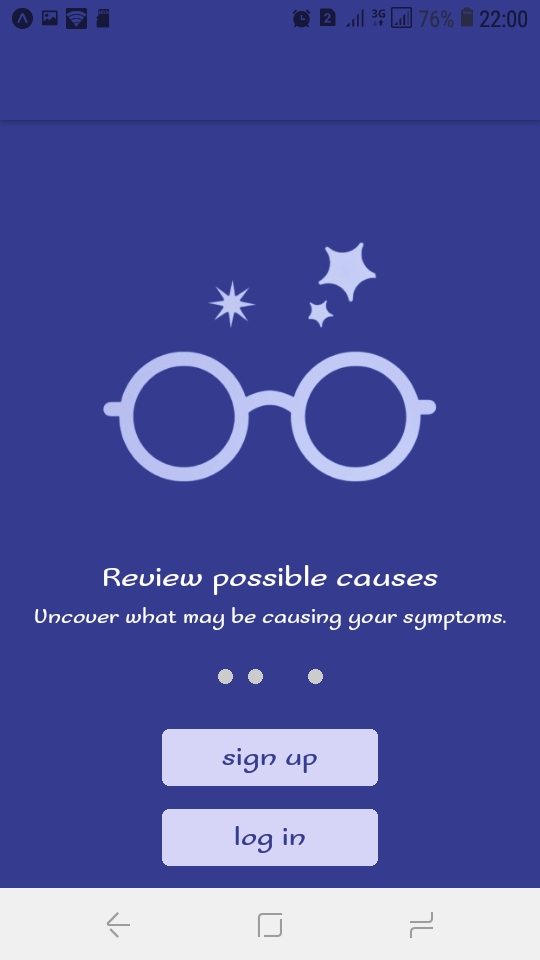 2 3G 76% 22:00
Review possible causes
Uncover what may be causing your symptoms.
sign up
log in